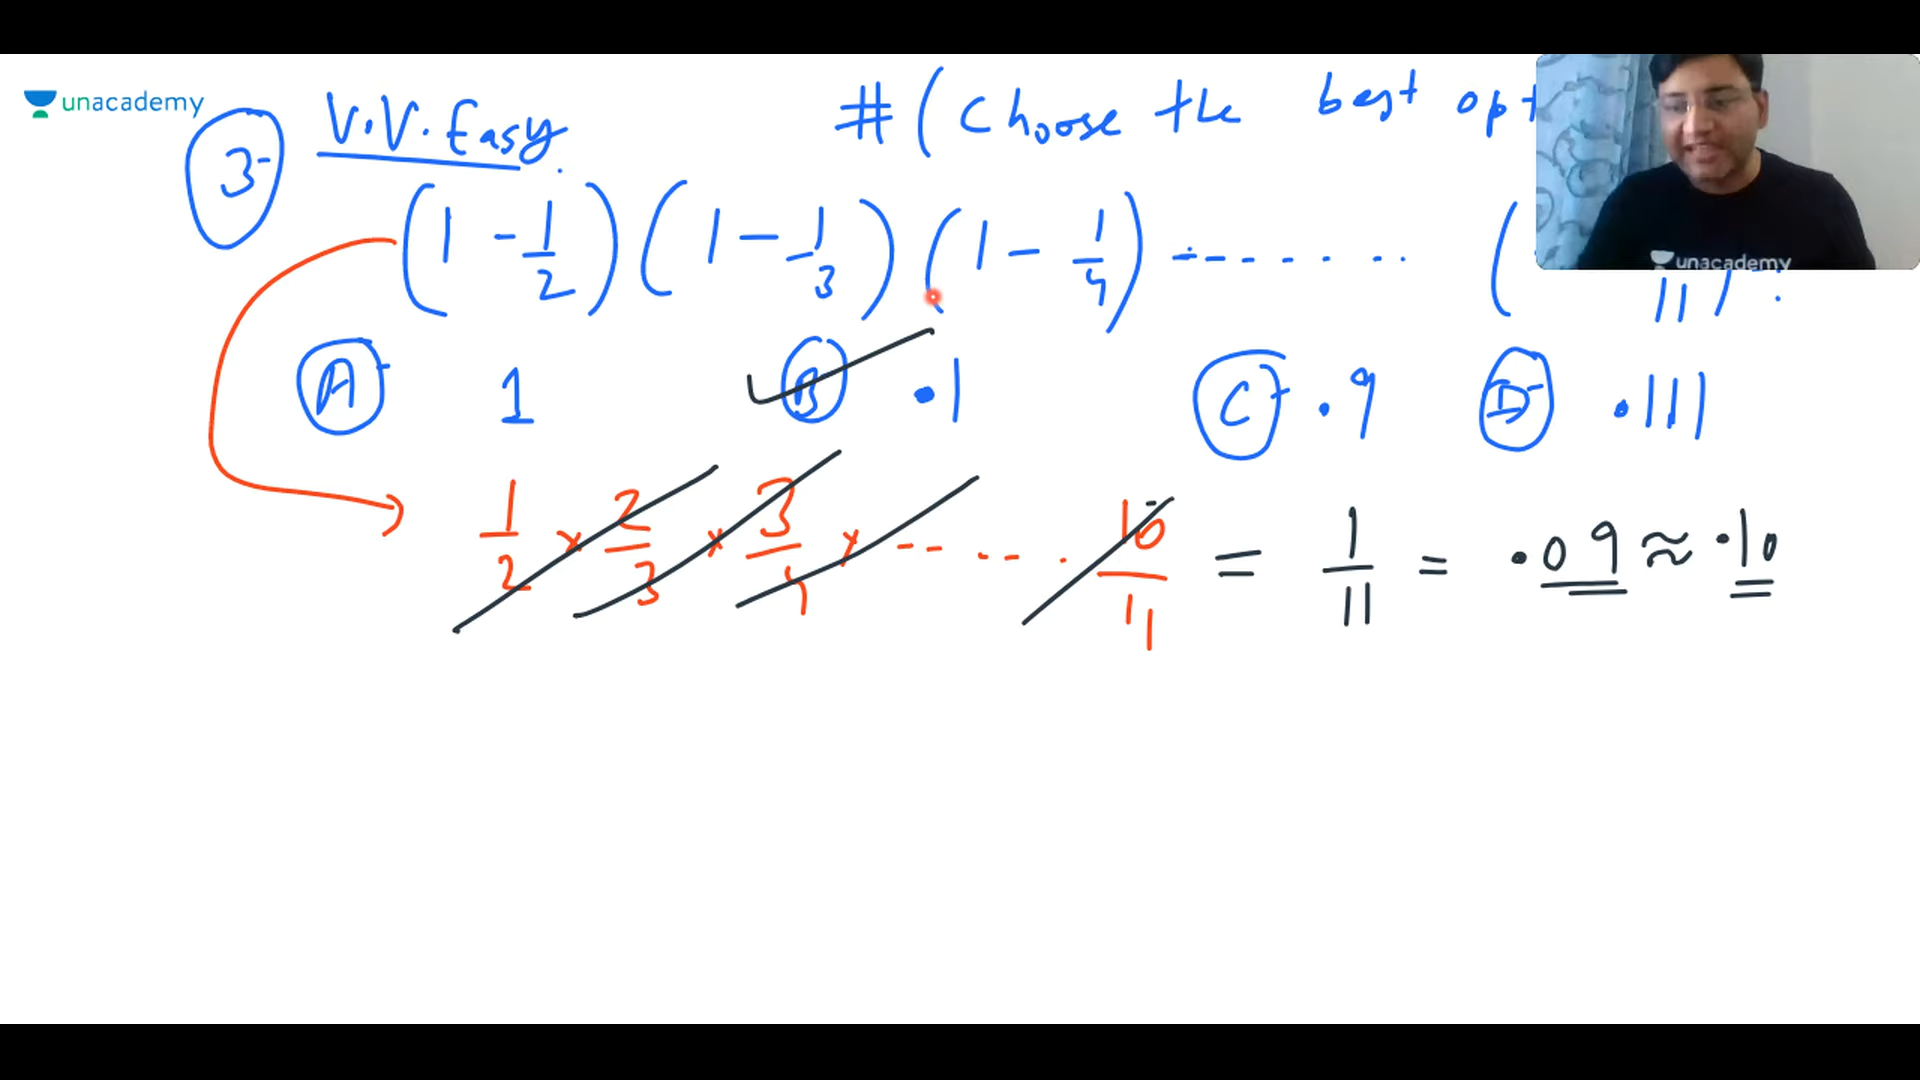 unacademy
3 V.V. Easy # (Choose the best
(1 - 1/2) (1 - 1/3) (1 - 1/4) ------- ( 11)
A 1 B .1 C .9 D .111
1/2 × 2/3 × 3/4 × ----- 10/11 = 1/11 = .09 ≈ .10
unacademy